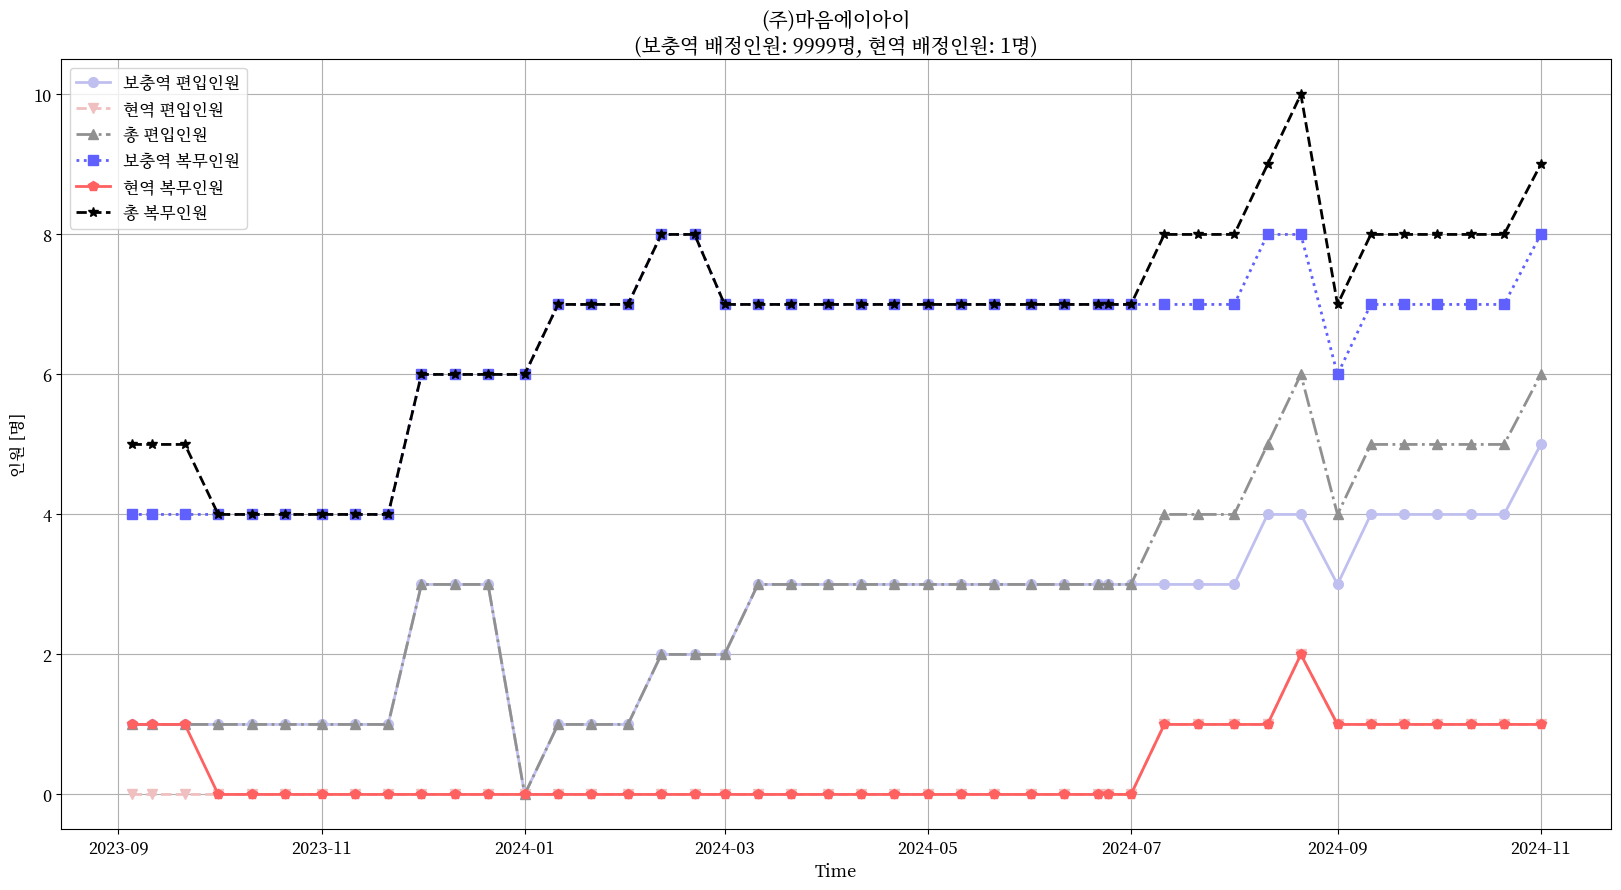 (주)마음에이아이
(보충역 배정인원: 9999명, 현역 배정인원: 1명)
보충역 편입인원
현역 편입인원
총 편입인원
보충역 복무인원
현역 복무인원
총 복무인원
인원 [명]
10
8
6
4
2
0
2023-09
2023-11
2024-01
2024-03
2024-05
2024-07
2024-09
2024-11
Time